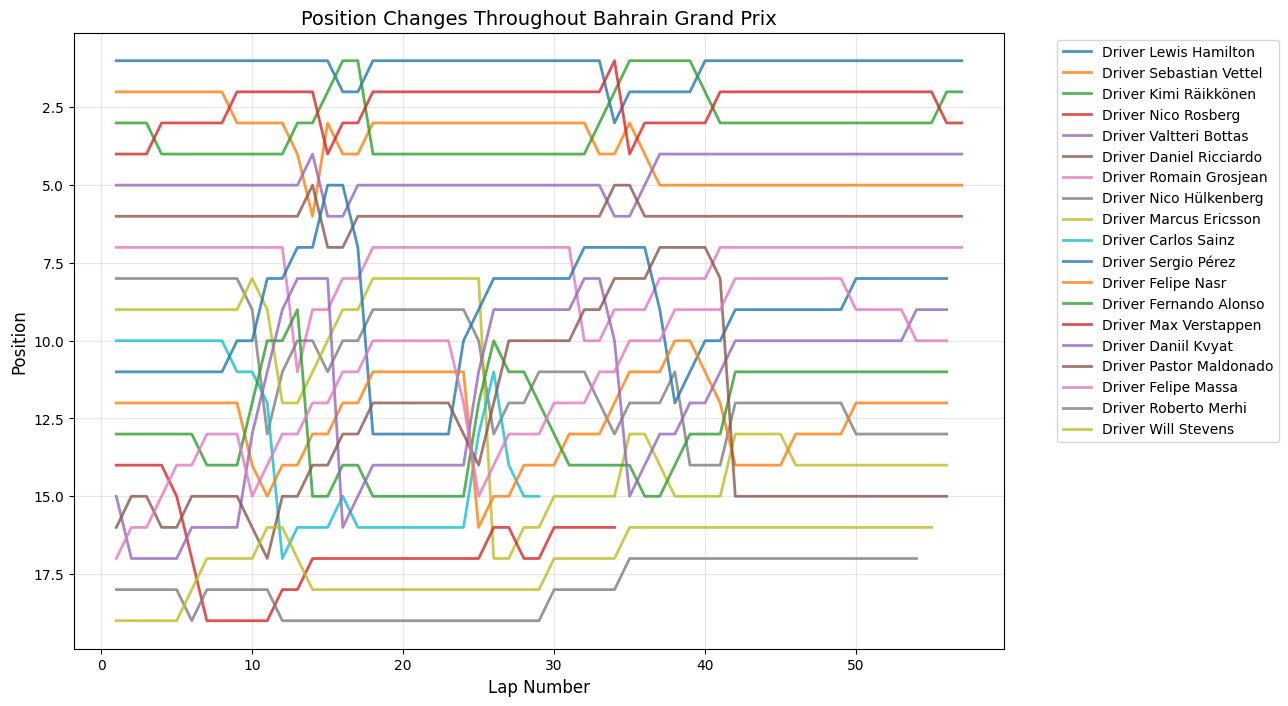 Position Changes Throughout Bahrain Grand Prix
Position
2.5
5.0
7.5
10.0
12.5
15.0
17.5
0 10 20 30 40 50
Lap Number
Driver Lewis Hamilton
Driver Sebastian Vettel
Driver Kimi Räikkönen
Driver Nico Rosberg
Driver Valtteri Bottas
Driver Daniel Ricciardo
Driver Romain Grosjean
Driver Nico Hülkenberg
Driver Marcus Ericsson
Driver Carlos Sainz
Driver Sergio Pérez
Driver Felipe Nasr
Driver Fernando Alonso
Driver Max Verstappen
Driver Daniil Kvyat
Driver Pastor Maldonado
Driver Felipe Massa
Driver Roberto Merhi
Driver Will Stevens